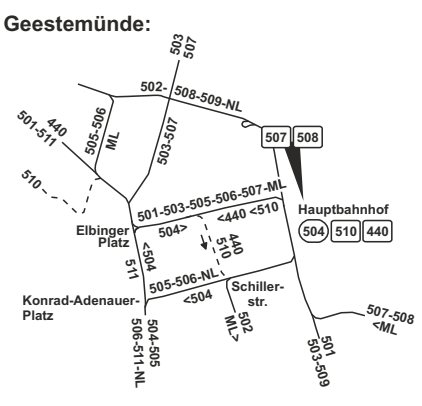 Geestemünde:
503
507
502-
508-509-NL
440
501-511
505-506
ML
503-507
510
507
508
Hauptbahnhof
504
510
440
501-503-505-506-507-ML
504>
<440 <510
Elbinger
Platz
<504
511
440
510
505-506-NL
<504
Schiller-
str.
Konrad-Adenauer-
Platz
504-505
506-511-NL
502
ML>
507-508
<ML
501
503-509